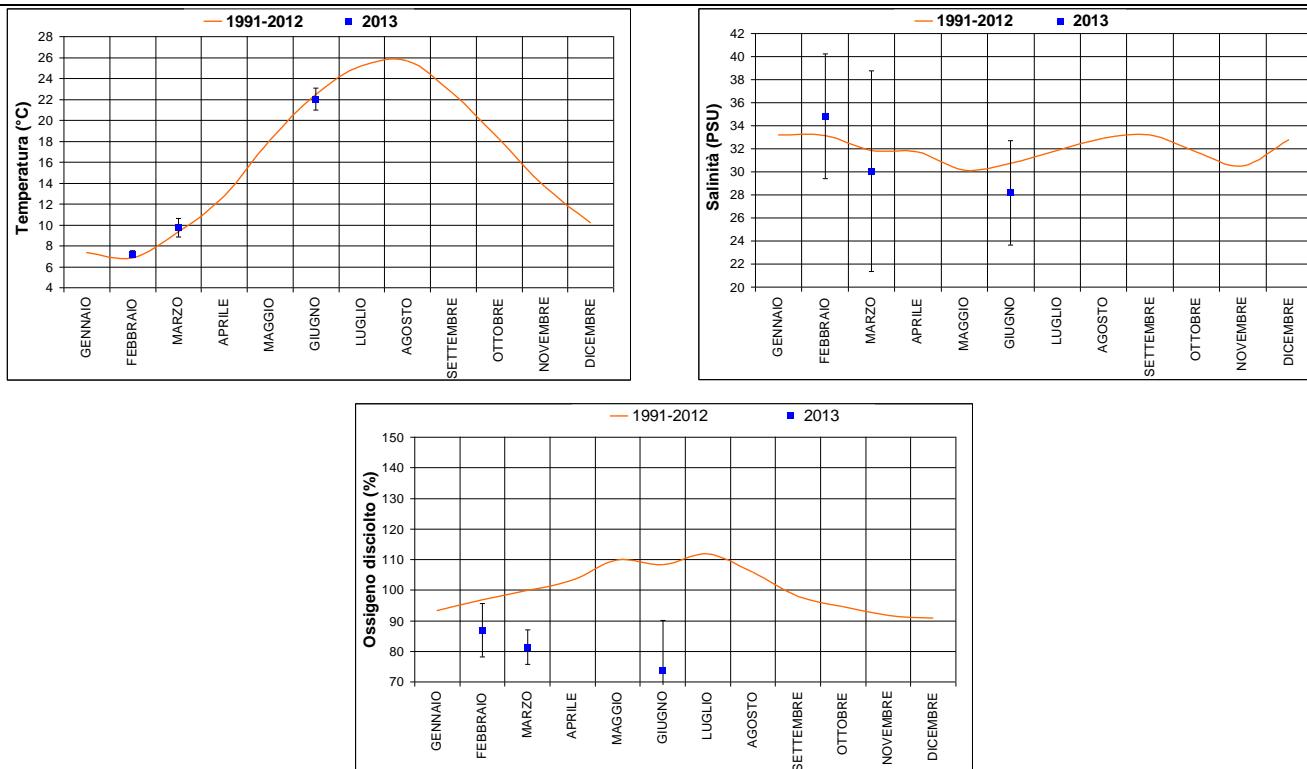 1991-2012 2013
Temperatura (°C)
28
26
24
22
20
18
16
14
12
10
8
6
4
GENNAIO
FEBBRAIO
MARZO
APRILE
MAGGIO
GIUGNO
LUGLIO
AGOSTO
SETTEMBRE
OTTOBRE
NOVEMBRE
DICEMBRE
1991-2012 2013
Salinità (PSU)
42
40
38
36
34
32
30
28
26
24
22
20
GENNAIO
FEBBRAIO
MARZO
APRILE
MAGGIO
GIUGNO
LUGLIO
AGOSTO
SETTEMBRE
OTTOBRE
NOVEMBRE
DICEMBRE
1991-2012 2013
Ossigeno disciolto (%)
150
140
130
120
110
100
90
80
70
GENNAIO
FEBBRAIO
MARZO
APRILE
MAGGIO
GIUGNO
LUGLIO
AGOSTO
SETTEMBRE
OTTOBRE
NOVEMBRE
DICEMBRE